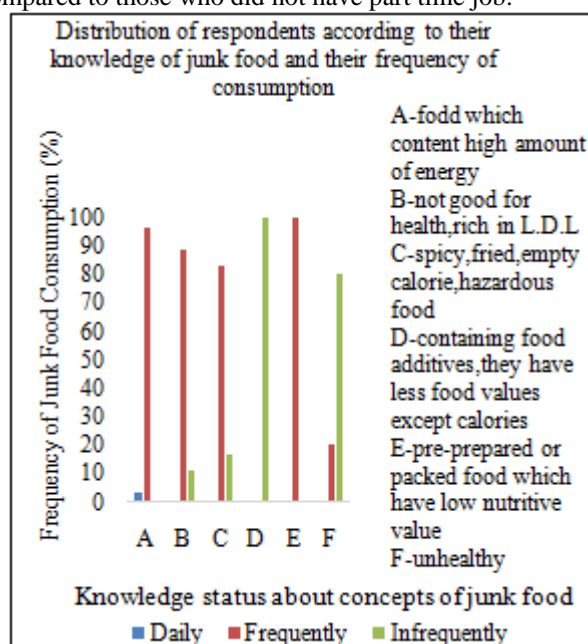 ompared to those who did not have part time job.
Distribution of respondents according to their
knowledge of junk food and their frequency of
consumption
Frequency of Junk Food Consumption (%)
100
90
80
70
60
50
40
30
20
10
0
A B C D E F
A-fodd which
content high amount
of energy
B-not good for
health,rich in L.D.L
C-spicy,fried,empty
calorie,hazardous
food
D-containing food
additives,they have
less food values
except calories
E-pre-prepared or
packed food which
have low nutritive
value
F-unhealthy
Knowledge status about concepts of junk food
Daily Frequently Infrequently